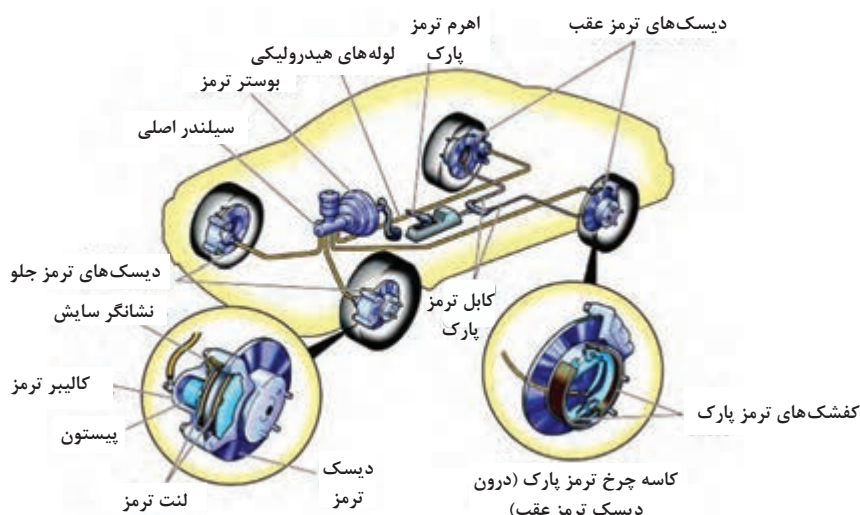 دیسک‌های ترمز عقب
اهرم ترمز
پارک
لوله‌های هیدرولیکی
بوستر ترمز
سیلندر اصلی
دیسک‌های ترمز جلو
نشانگر سایش
کالیبر ترمز
پیستون
لنت ترمز
دیسک
ترمز
کابل ترمز
پارک
کفشک‌های ترمز پارک
کاسه چرخ ترمز پارک (درون
دیسک ترمز عقب)